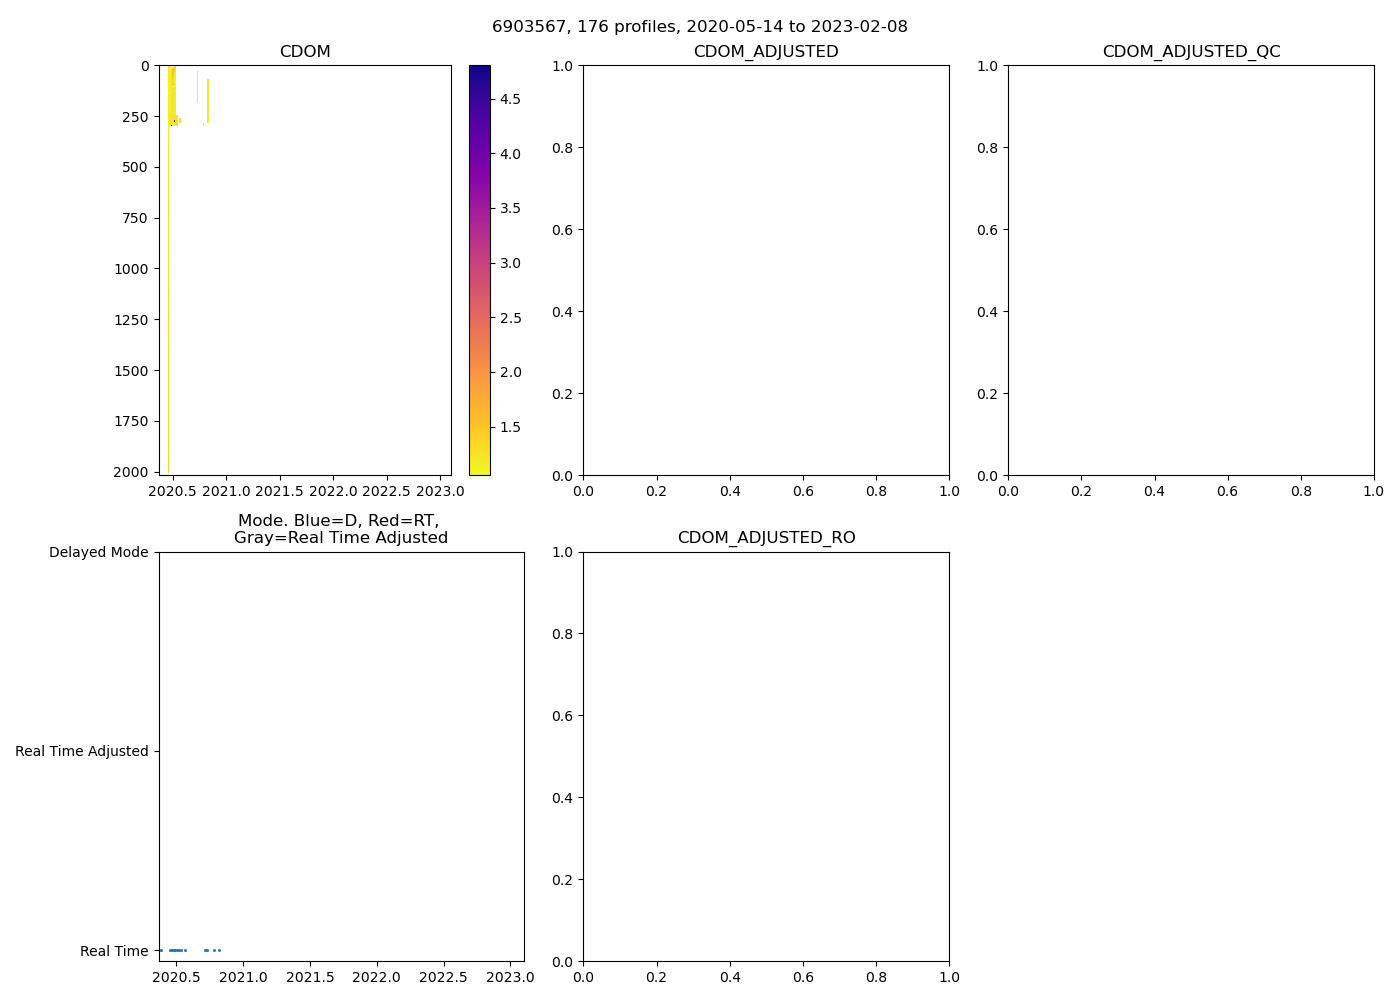 6903567, 176 profiles, 2020-05-14 to 2023-02-08
CDOM
0
250
500
750
1000
1250
1500
1750
2000
2020.5 2021.0 2021.5 2022.0 2022.5 2023.0
4.5
4.0
3.5
3.0
2.5
2.0
1.5
CDOM_ADJUSTED
1.0
0.8
0.6
0.4
0.2
0.0
0.0 0.2 0.4 0.6 0.8 1.0
CDOM_ADJUSTED_QC
1.0
0.8
0.6
0.4
0.2
0.0
0.0 0.2 0.4 0.6 0.8 1.0
Mode. Blue=D, Red=RT,
Gray=Real Time Adjusted
Delayed Mode
Real Time Adjusted
Real Time
2020.5 2021.0 2021.5 2022.0 2022.5 2023.0
CDOM_ADJUSTED_RO
1.0
0.8
0.6
0.4
0.2
0.0
0.0 0.2 0.4 0.6 0.8 1.0